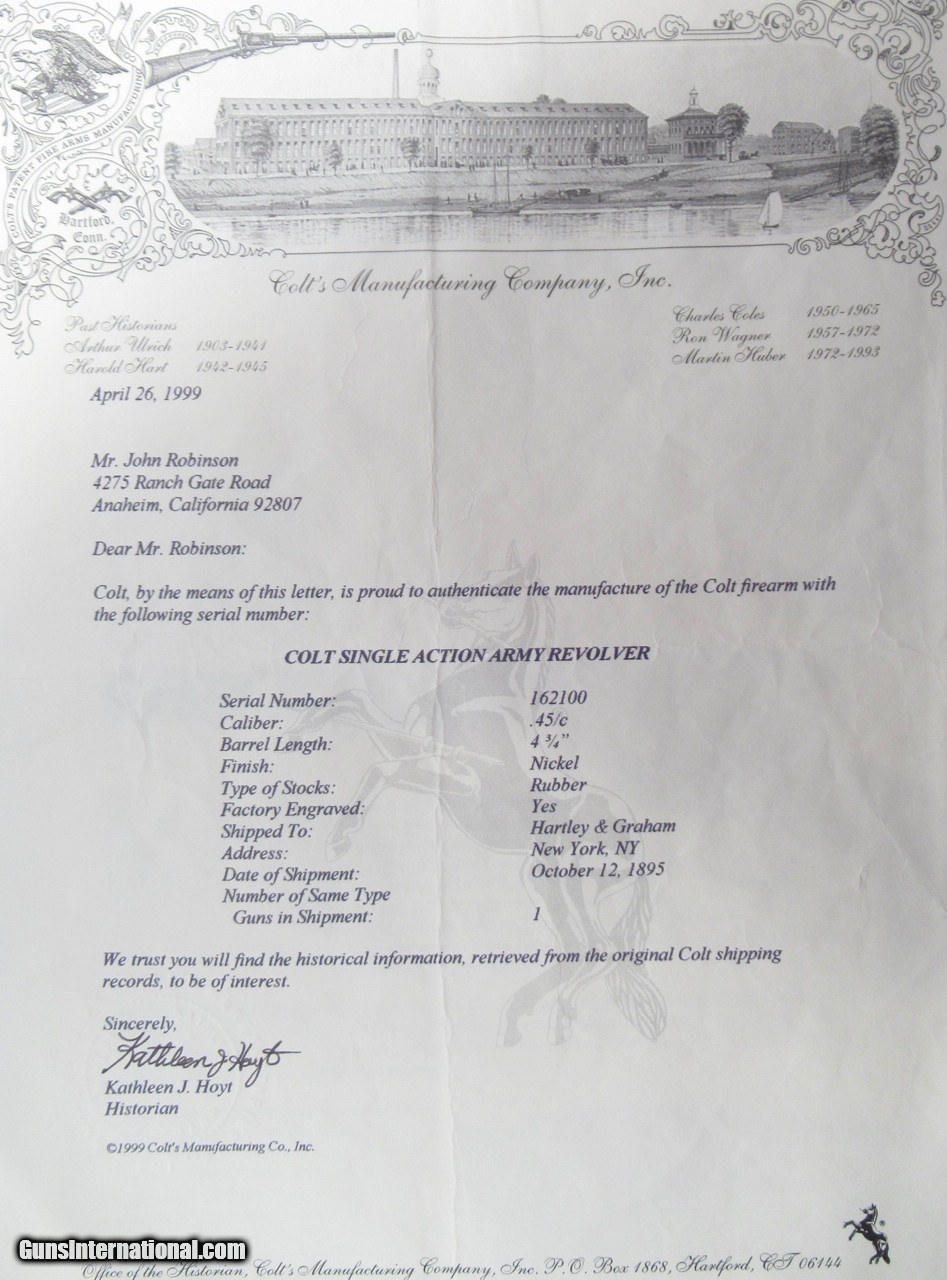 COLT'S PATENT FIRE ARMS MANUFACTURING
Hartford,
Conn.
Colt's Manufacturing Company, Inc.
Past Historians
Arthur Ulrich 1903-1941
Harold Hart 1942-1945
Charles Coles 1950-1965
Ron Wagner 1957-1972
Martin Huber 1972-1993
April 26, 1999
Mr. John Robinson
4275 Ranch Gate Road
Anaheim, California 92807
Dear Mr. Robinson:
Colt, by the means of this letter, is proud to authenticate the manufacture of the Colt firearm with
the following serial number:
COLT SINGLE ACTION ARMY REVOLVER
Serial Number: 162100
Caliber: .45/c
Barrel Length: 4 ¾”
Finish: Nickel
Type of Stocks: Rubber
Factory Engraved: Yes
Shipped To: Hartley & Graham
Address: New York, NY
Date of Shipment: October 12, 1895
Number of Same Type
Guns in Shipment: 1
We trust you will find the historical information, retrieved from the original Colt shipping
records, to be of interest.
Sincerely,
Kathleen J Hoyt
Kathleen J. Hoyt
Historian
©1999 Colt's Manufacturing Co., Inc.
GunsInternational.com
Office of the Historian, Colt's Manufacturing Company, Inc. P.O. Box 1868, Hartford, CT 06144